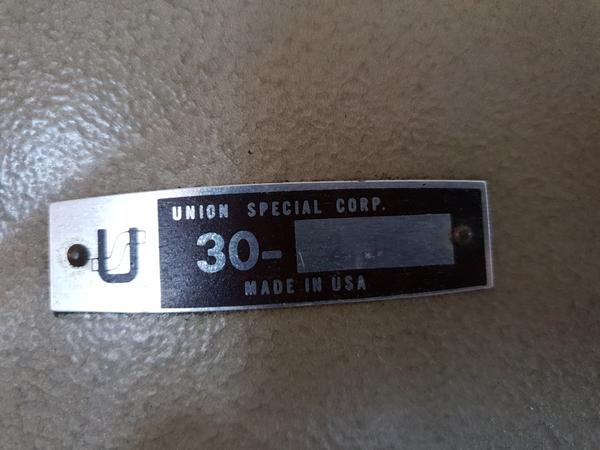 UNION SPECIAL CORP.
U
30-
MADE IN USA